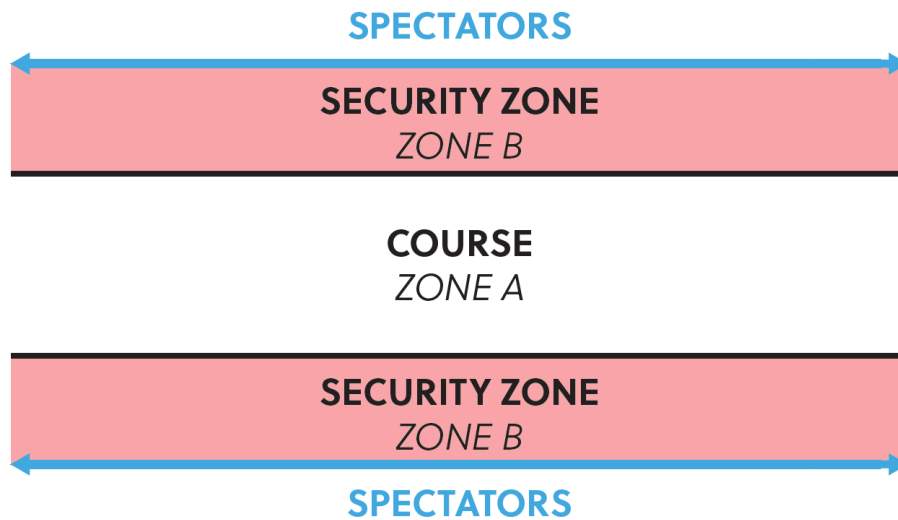 SPECTATORS
SECURITY ZONE
ZONE B
COURSE
ZONE A
SECURITY ZONE
ZONE B
SPECTATORS